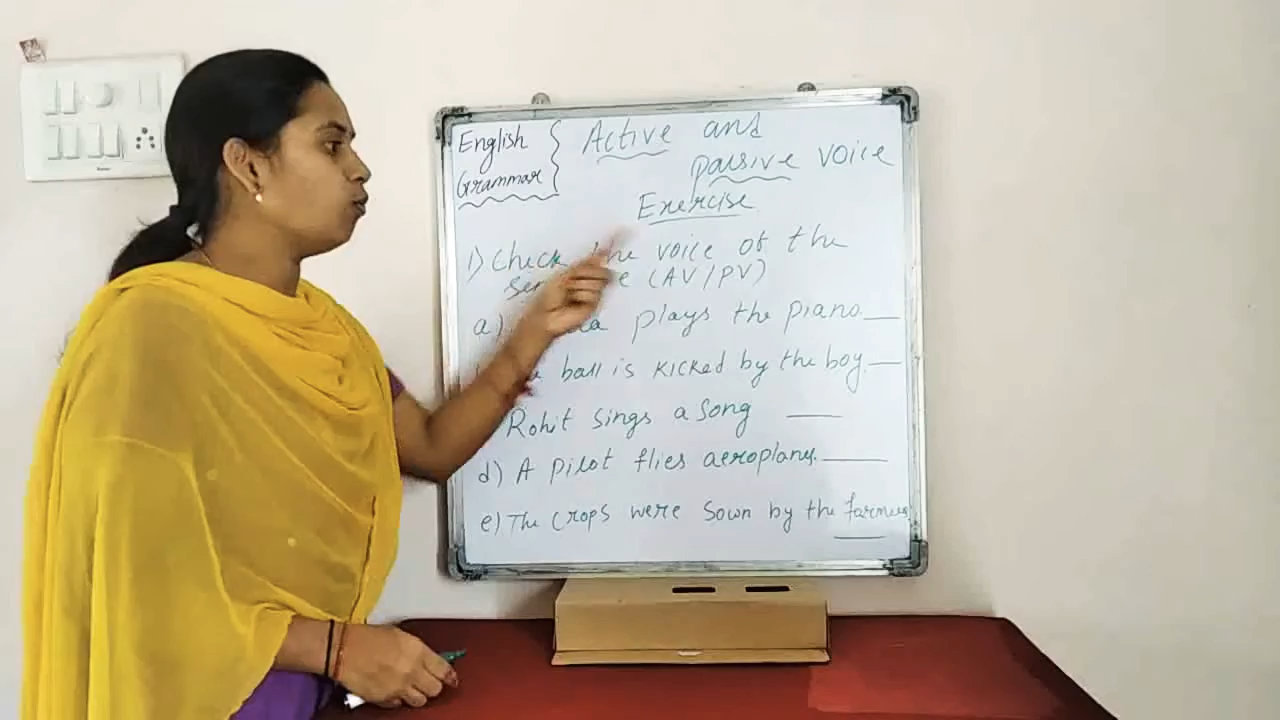 English
Grammar
Active and
passive voice
Exercise
1) Check the voice of the
(AV/PV)
a) plays the piano.
ball is kicked by the boy.
Rohit sings a song
d) A pilot flies aeroplane.
e) The crops were sown by the farmers